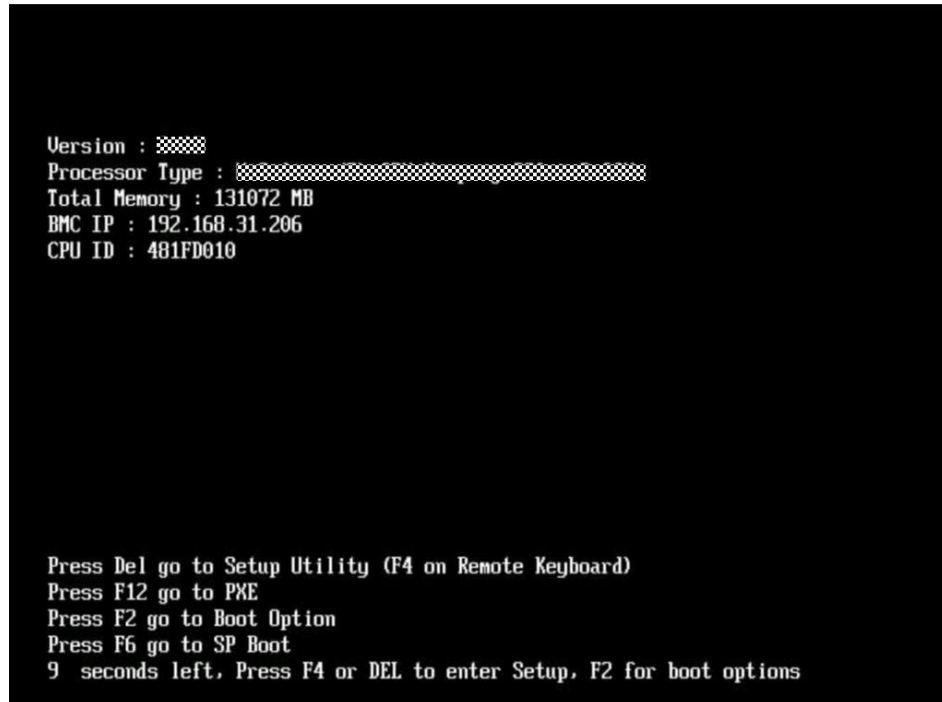 Version :
Processor Type :
Total Memory : 131072 MB
BMC IP : 192.168.31.206
CPU ID : 481FD010
Press Del go to Setup Utility (F4 on Remote Keyboard)
Press F12 go to PXE
Press F2 go to Boot Option
Press F6 go to SP Boot
9 seconds left, Press F4 or DEL to enter Setup, F2 for boot options